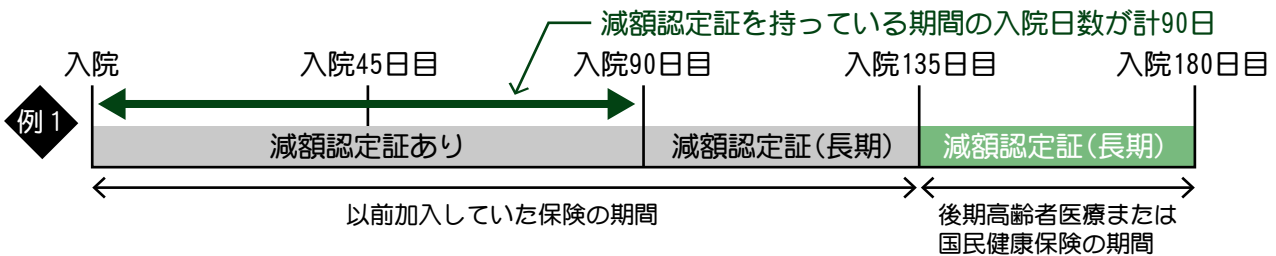 減額認定証を持っている期間の入院日数が計90日
入院 入院45日目 入院90日目 入院135日目 入院180日目
例1
減額認定証あり 減額認定証(長期) 減額認定証(長期)
以前加入していた保険の期間 後期高齢者医療または
国民健康保険の期間